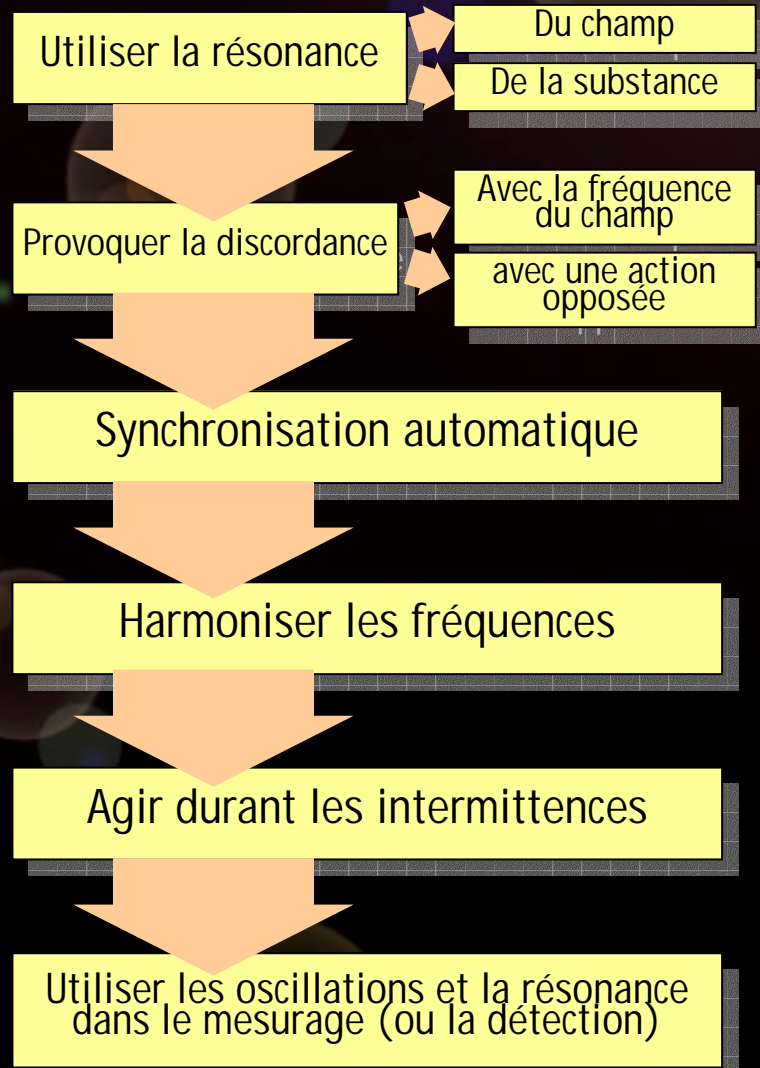 Utiliser la résonance
Du champ
De la substance
Provoquer la discordance
Avec la fréquence
du champ
avec une action
opposée
Synchronisation automatique
Harmoniser les fréquences
Agir durant les intermittences
Utiliser les oscillations et la résonance
dans le mesurage (ou la détection)